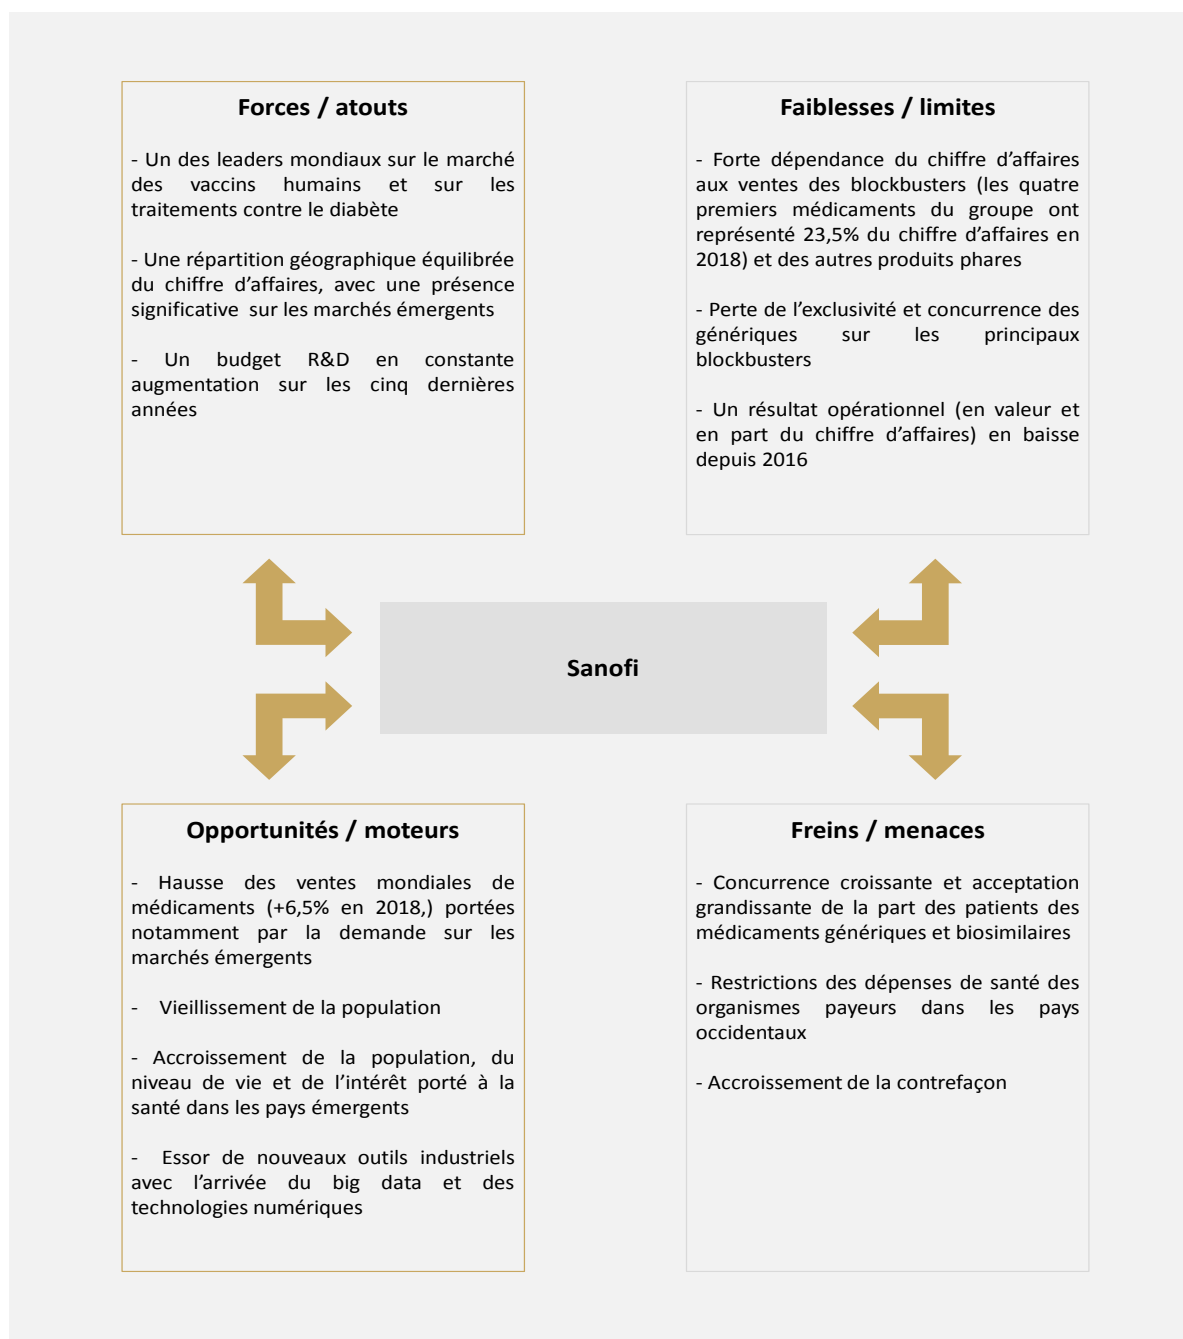 Forces / atouts
- Un des leaders mondiaux sur le marché
des vaccins humains et sur les
traitements contre le diabète
- Une répartition géographique équilibrée
du chiffre d’affaires, avec une présence
significative sur les marchés émergents
- Un budget R&D en constante
augmentation sur les cinq dernières
années
Faiblesses / limites
- Forte dépendance du chiffre d’affaires
aux ventes des blockbusters (les quatre
premiers médicaments du groupe ont
représenté 23,5% du chiffre d’affaires en
2018) et des autres produits phares
- Perte de l’exclusivité et concurrence des
génériques sur les principaux
blockbusters
- Un résultat opérationnel (en valeur et
en part du chiffre d’affaires) en baisse
depuis 2016
Sanofi
Opportunités / moteurs
- Hausse des ventes mondiales de
médicaments (+6,5% en 2018,) portées
notamment par la demande sur les
marchés émergents
- Vieillissement de la population
- Accroissement de la population, du
niveau de vie et de l’intérêt porté à la
santé dans les pays émergents
- Essor de nouveaux outils industriels
avec l’arrivée du big data et des
technologies numériques
Freins / menaces
- Concurrence croissante et acceptation
grandissante de la part des patients des
médicaments génériques et biosimilaires
- Restrictions des dépenses de santé des
organismes payeurs dans les pays
occidentaux
- Accroissement de la contrefaçon